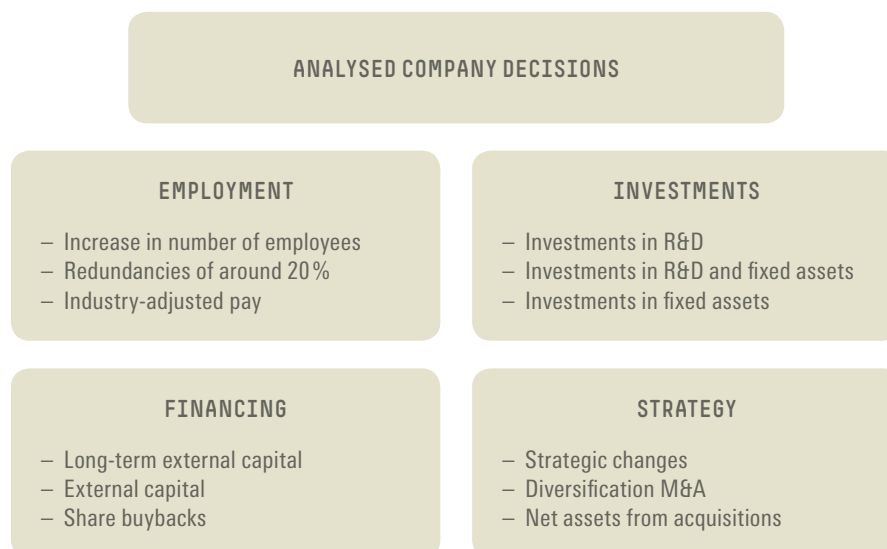 ANALYSED COMPANY DECISIONS
EMPLOYMENT
– Increase in number of employees
– Redundancies of around 20%
– Industry-adjusted pay
INVESTMENTS
– Investments in R&D
– Investments in R&D and fixed assets
– Investments in fixed assets
FINANCING
– Long-term external capital
– External capital
– Share buybacks
STRATEGY
– Strategic changes
– Diversification M&A
– Net assets from acquisitions